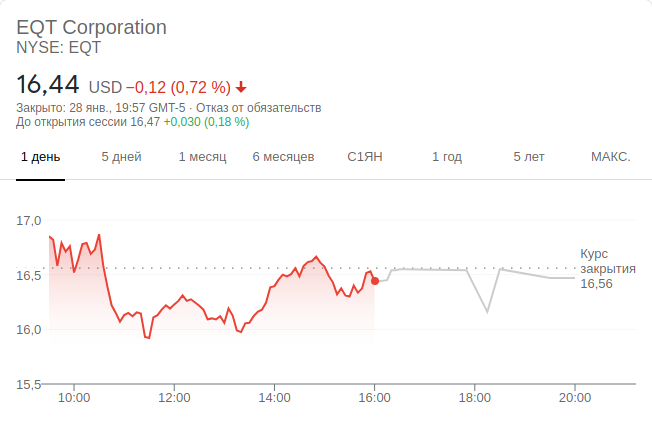 EQT Corporation
NYSE: EQT
16,44 USD −0,12 (0,72 %)
Закрыто: 28 янв., 19:57 GMT-5 · Отказ от обязательств
До открытия сессии 16,47 +0,030 (0,18 %)
1 день 5 дней 1 месяц 6 месяцев С1ЯН 1 год 5 лет МАКС.
17,0
16,5
16,0
15,5
Курс
закрытия
16,56
10:00 12:00 14:00 16:00 18:00 20:00